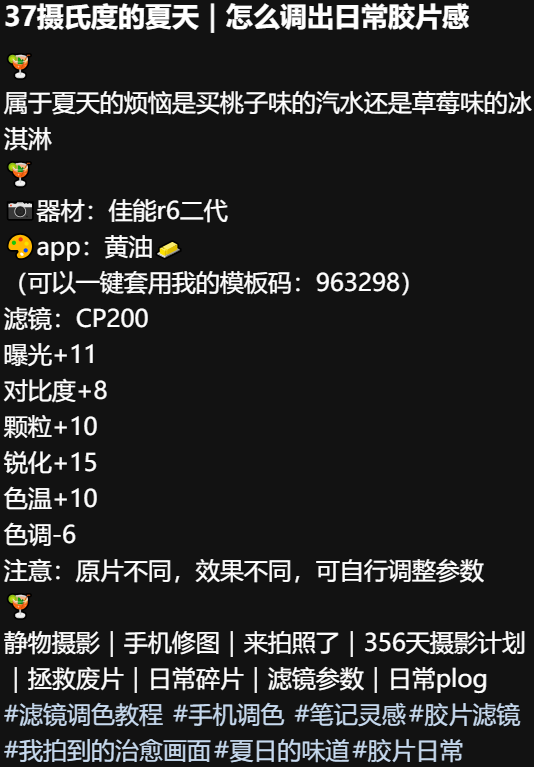 37摄氏度的夏天｜怎么调出日常胶片感
🍹
属于夏天的烦恼是买桃子味的汽水还是草莓味的冰
淇淋
🍹
📷器材：佳能r6二代
🎨app：黄油🧈
（可以一键套用我的模板码：963298）
滤镜：CP200
曝光+11
对比度+8
颗粒+10
锐化+15
色温+10
色调-6
注意：原片不同，效果不同，可自行调整参数
🍹
静物摄影｜手机修图｜来拍照了｜356天摄影计划
｜拯救废片｜日常碎片｜滤镜参数｜日常plog
#滤镜调色教程 #手机调色 #笔记灵感#胶片滤镜
#我拍到的治愈画面#夏日的味道#胶片日常